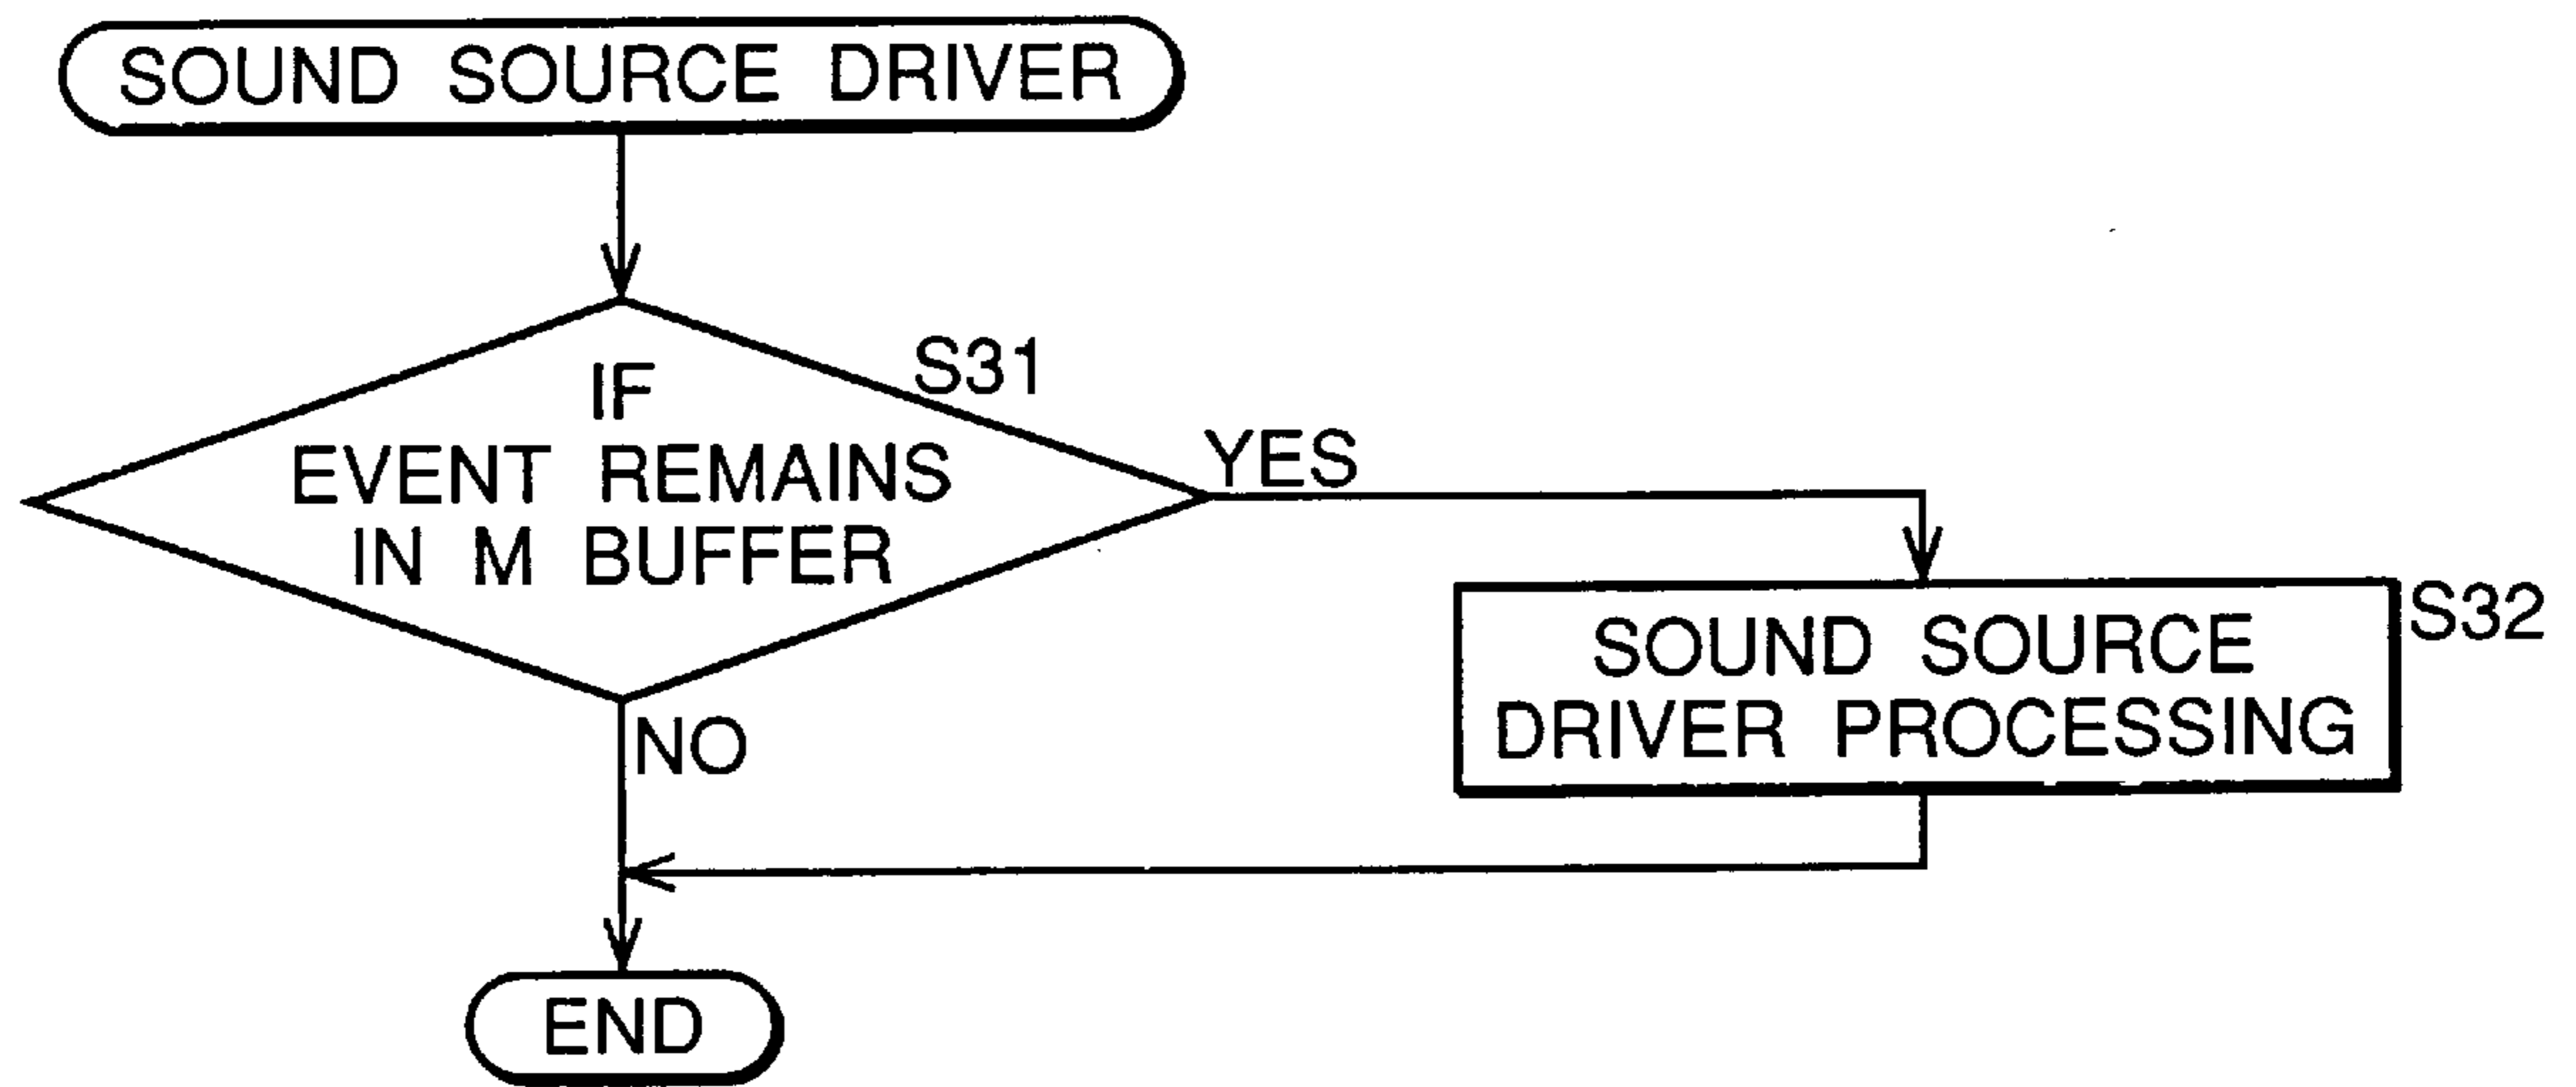 SOUND SOURCE DRIVER
S31
IF
EVENT REMAINS
IN M BUFFER
YES
NO
S32
SOUND SOURCE
DRIVER PROCESSING
END